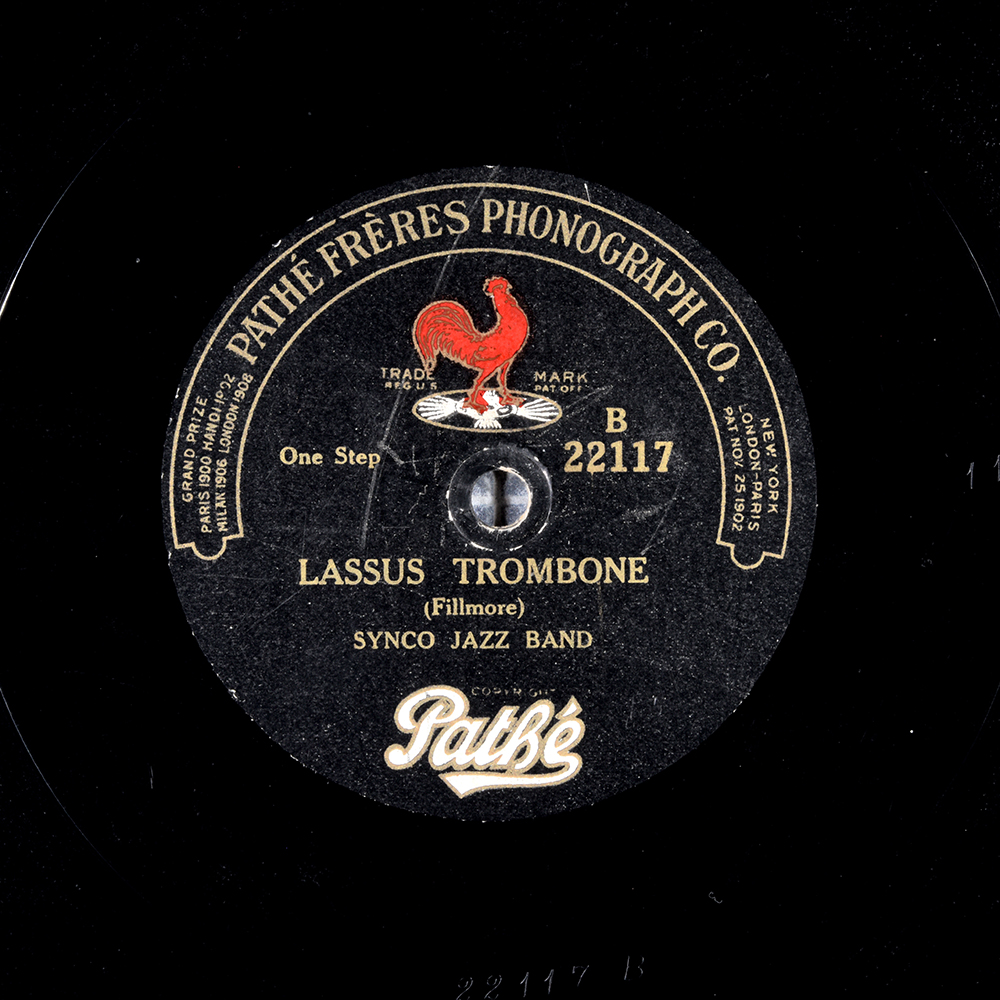 PATHÉ FRÈRES PHONOGRAPH CO.
GRAND PRIZE
PARIS 1900 HANOI 1902
MILAN 1906 LONDON 1908
NEW YORK
LONDON-PARIS
PAT NOV. 25 1902
TRADE MARK
REG U S PAT OFF
B
One Step 22117
LASSUS TROMBONE
(Fillmore)
SYNCO JAZZ BAND
COPYRIGHT
Pathé
22117 B